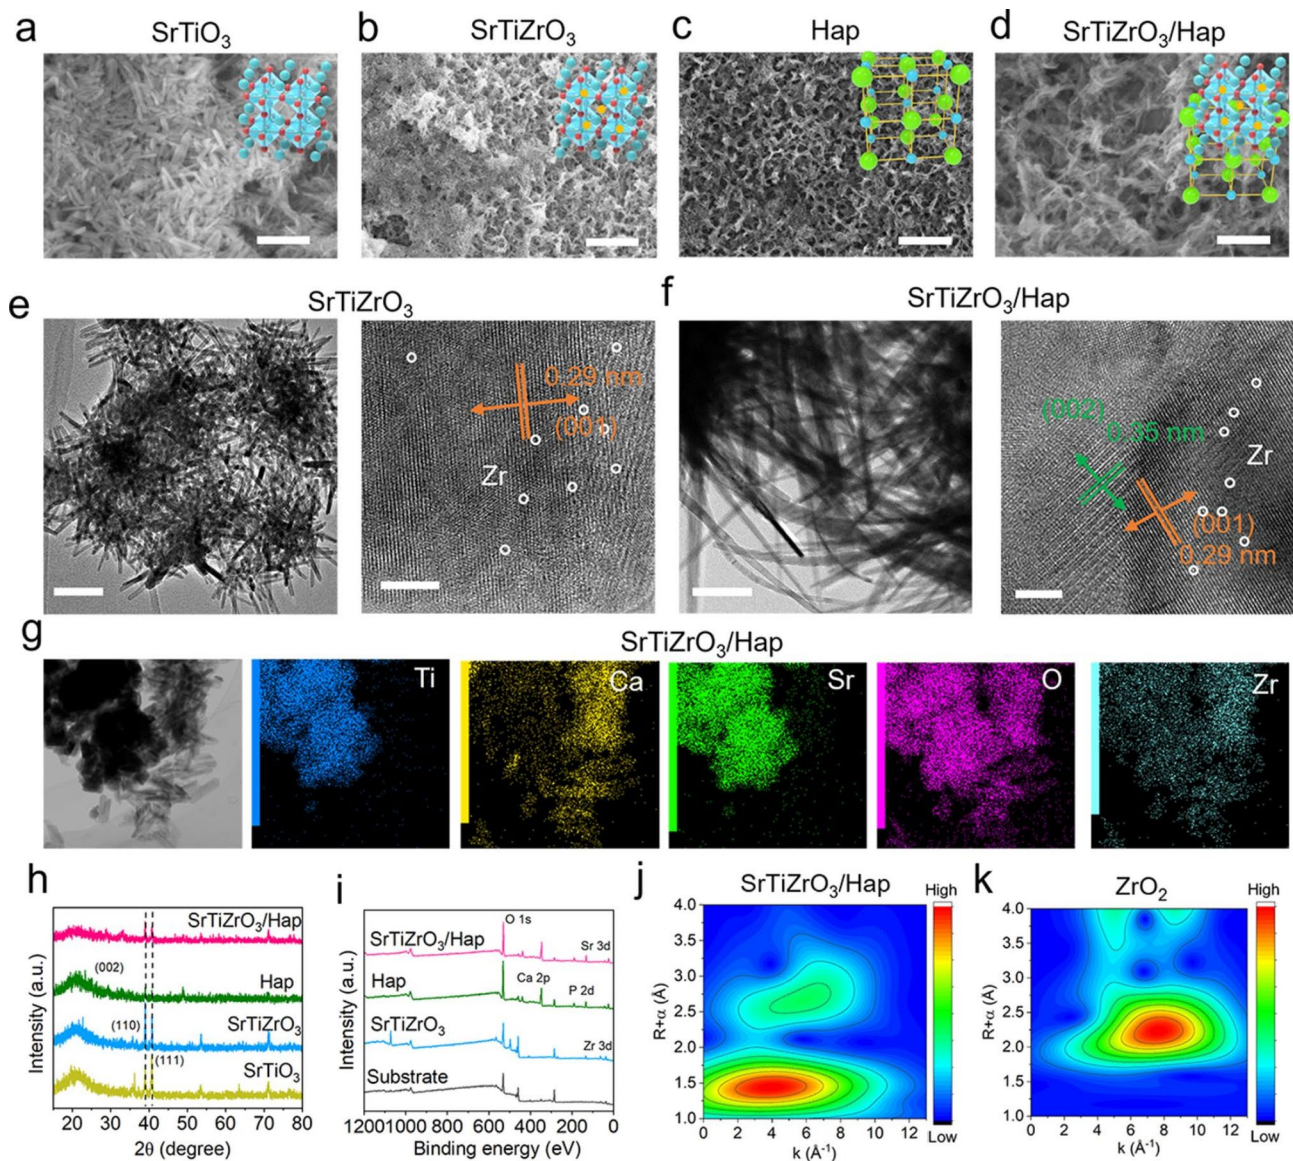 a SrTiO3
b SrTiZrO3
c Hap
d SrTiZrO3/Hap
e SrTiZrO3
0.29 nm
(001)
Zr
f SrTiZrO3/Hap
(002)
0.35 nm
Zr
(001)
0.29 nm
g SrTiZrO3/Hap
Ti
Ca
Sr
O
Zr
h
Intensity (a.u.)
SrTiZrO3/Hap
(002)
Hap
(110)
SrTiZrO3
(111)
SrTiO3
20 30 40 50 60 70 80
2θ (degree)
i
Intensity (a.u.)
O 1s
SrTiZrO3/Hap
Sr 3d
Ca 2p
Hap
P 2d
SrTiZrO3
Zr 3d
Substrate
1200 1000 800 600 400 200 0
Binding energy (eV)
j SrTiZrO3/Hap
R+α (Å)
4.0
3.5
3.0
2.5
2.0
1.5
1.0
0 2 4 6 8 10 12
k (Å-1)
High
Low
k ZrO2
R+α (Å)
4.0
3.5
3.0
2.5
2.0
1.5
1.0
0 2 4 6 8 10 12
k (Å-1)
High
Low